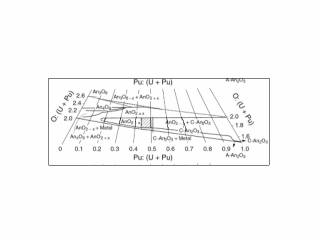 Pu: (U + Pu)
A-An₂O₃
An₃O₈
2.6
An₃O₈₋ₓ + AnO₂₊ₓ
O: (U + Pu)
2.4
An₄O₉
2.2
AnO₂₊ₓ
2.0
2.0
O: (U + Pu)
AnO₂
AnO₂₋ₓ + C-An₂O₃
1.8
AnO₂₋ₓ + Metal
C-An₂O₃
1.6
C-An₂O₃
An₄O₉ + AnO₂₊ₓ
C-An₂O₃ + Metal
0 0.1 0.2 0.3 0.4 0.5 0.6 0.7 0.8 0.9 1.0
Pu: (U + Pu)
A-An₂O₃